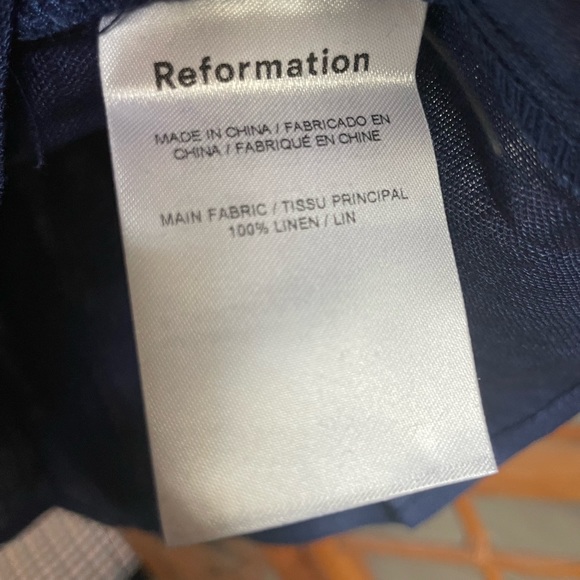 Reformation
MADE IN CHINA / FABRICADO EN
CHINA / FABRIQUÉ EN CHINE
MAIN FABRIC / TISSU PRINCIPAL
100% LINEN / LIN